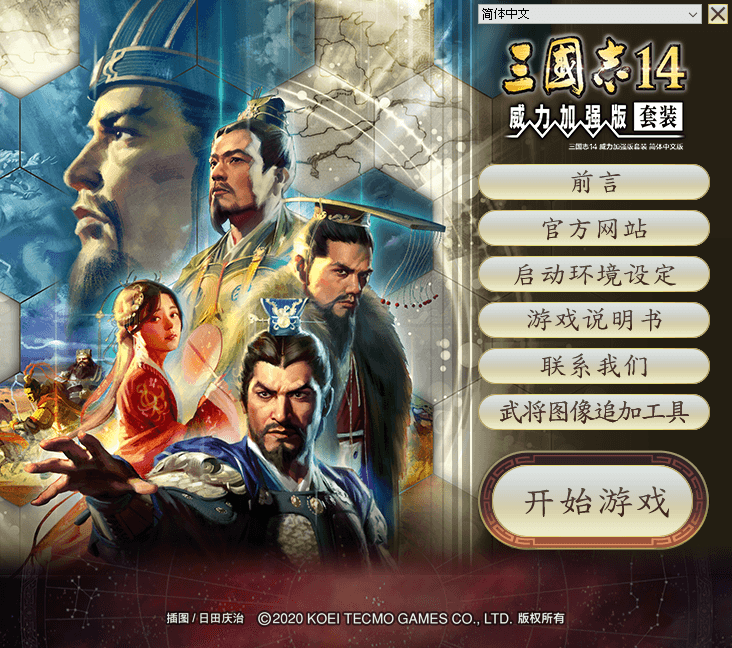 简体中文
三國志14
威力加强版 套装
三国志14 威力加强版套装 简体中文版
前言
官方网站
启动环境设定
游戏说明书
联系我们
武将图像追加工具
开始游戏
插图 / 日田庆治 ©2020 KOEI TECMO GAMES CO., LTD. 版权所有